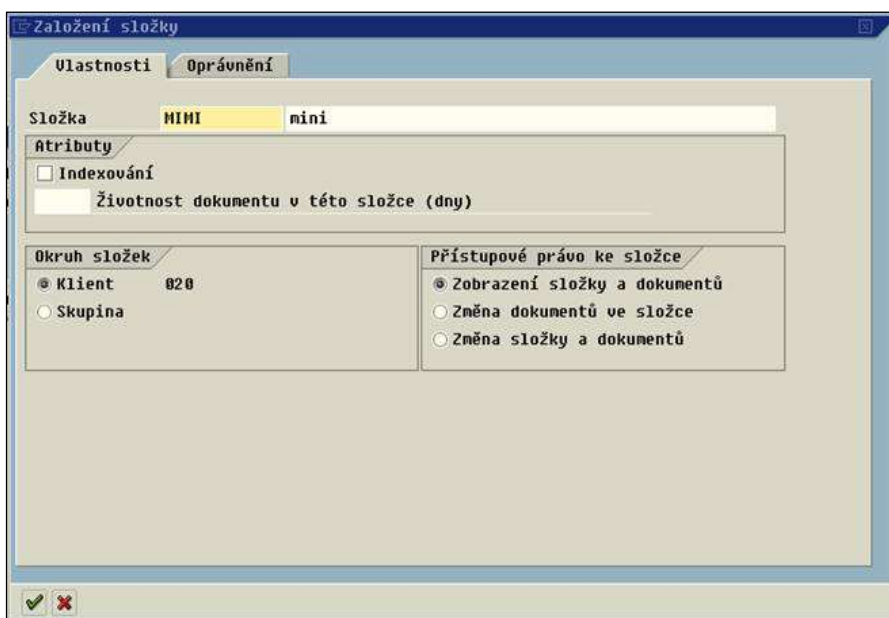 Založení složky
Vlastnosti Oprávnění
Složka MIMI mini
Atributy
Indexování
Životnost dokumentu v této složce (dny)
Okruh složek
Klient 020
Skupina
Přístupové právo ke složce
Zobrazení složky a dokumentů
Změna dokumentů ve složce
Změna složky a dokumentů